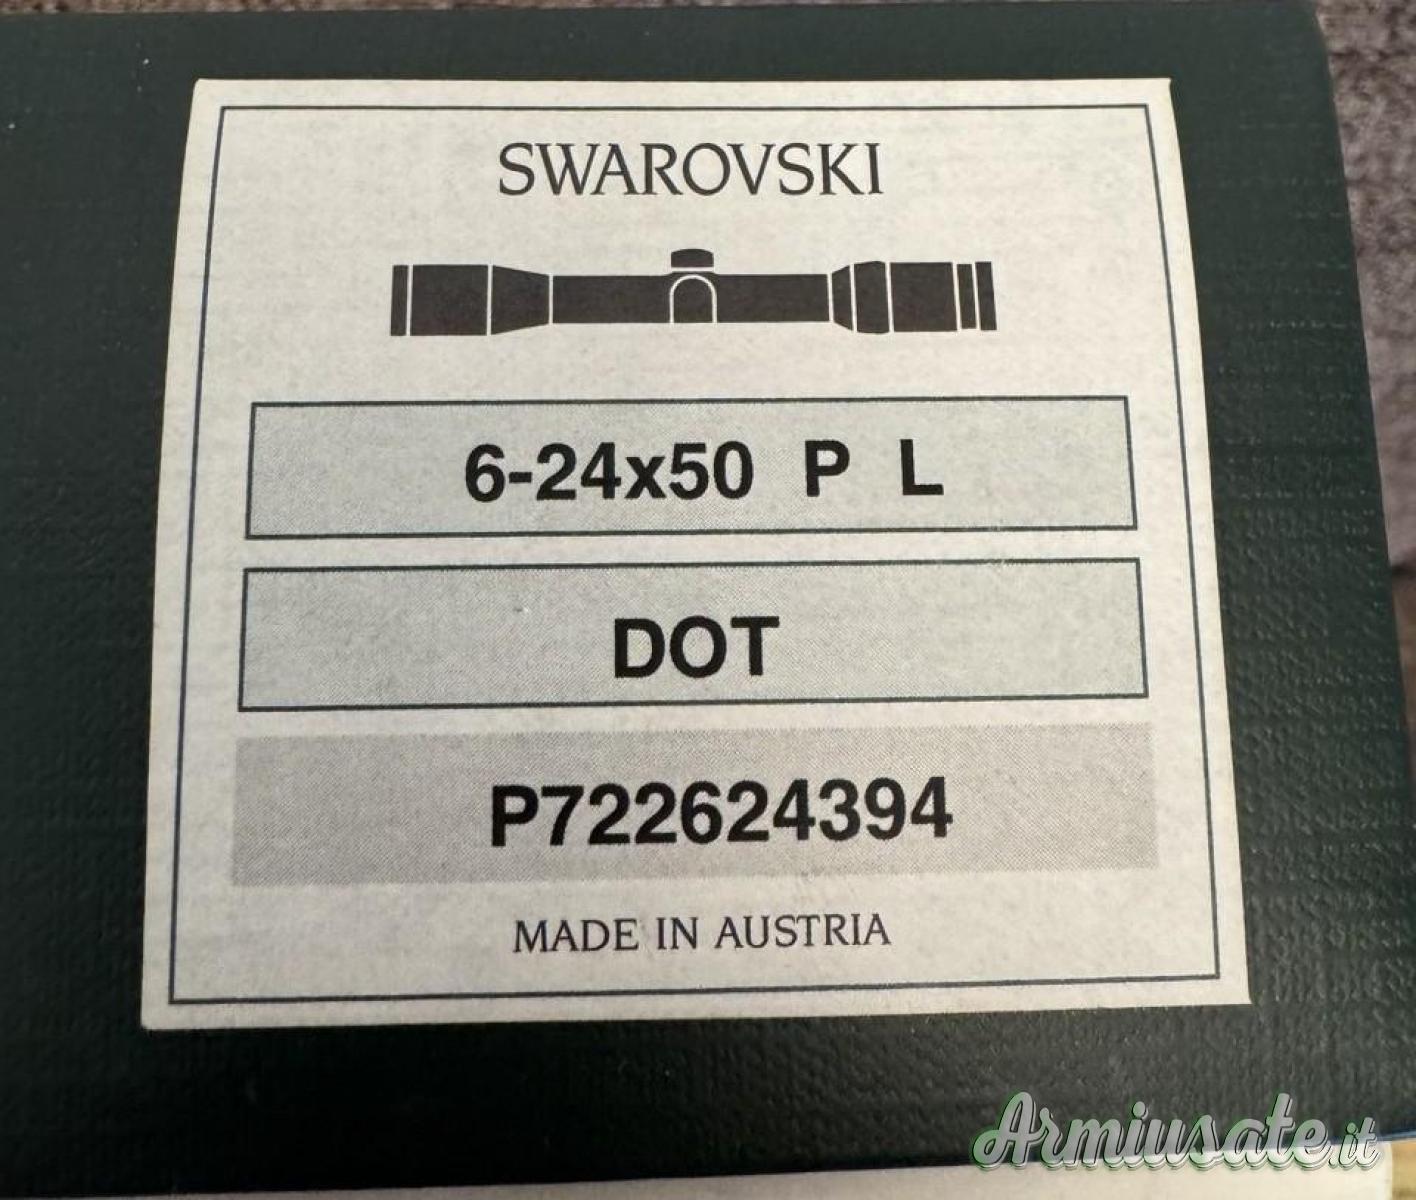 SWAROVSKI
6-24x50 P L
DOT
P722624394
MADE IN AUSTRIA
Armiusate.it